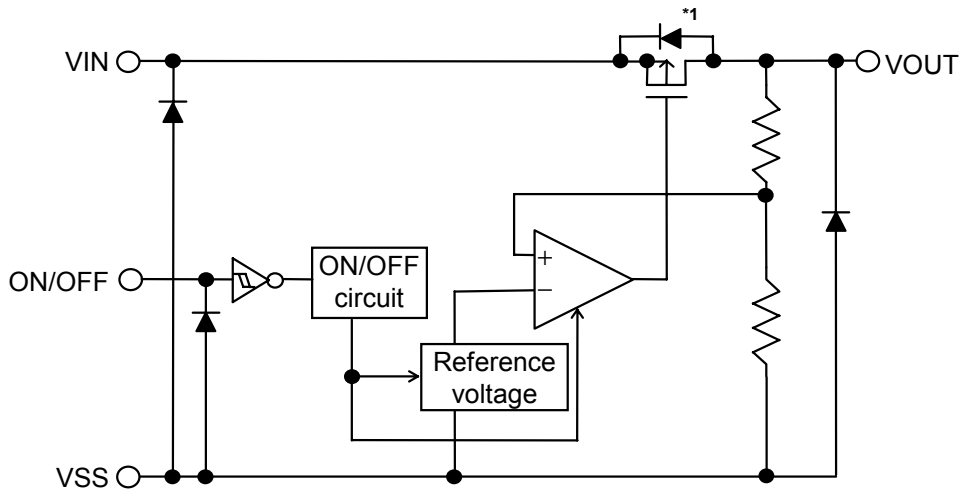 *1
VIN
VOUT
ON/OFF
ON/OFF
circuit
+
−
Reference
voltage
VSS